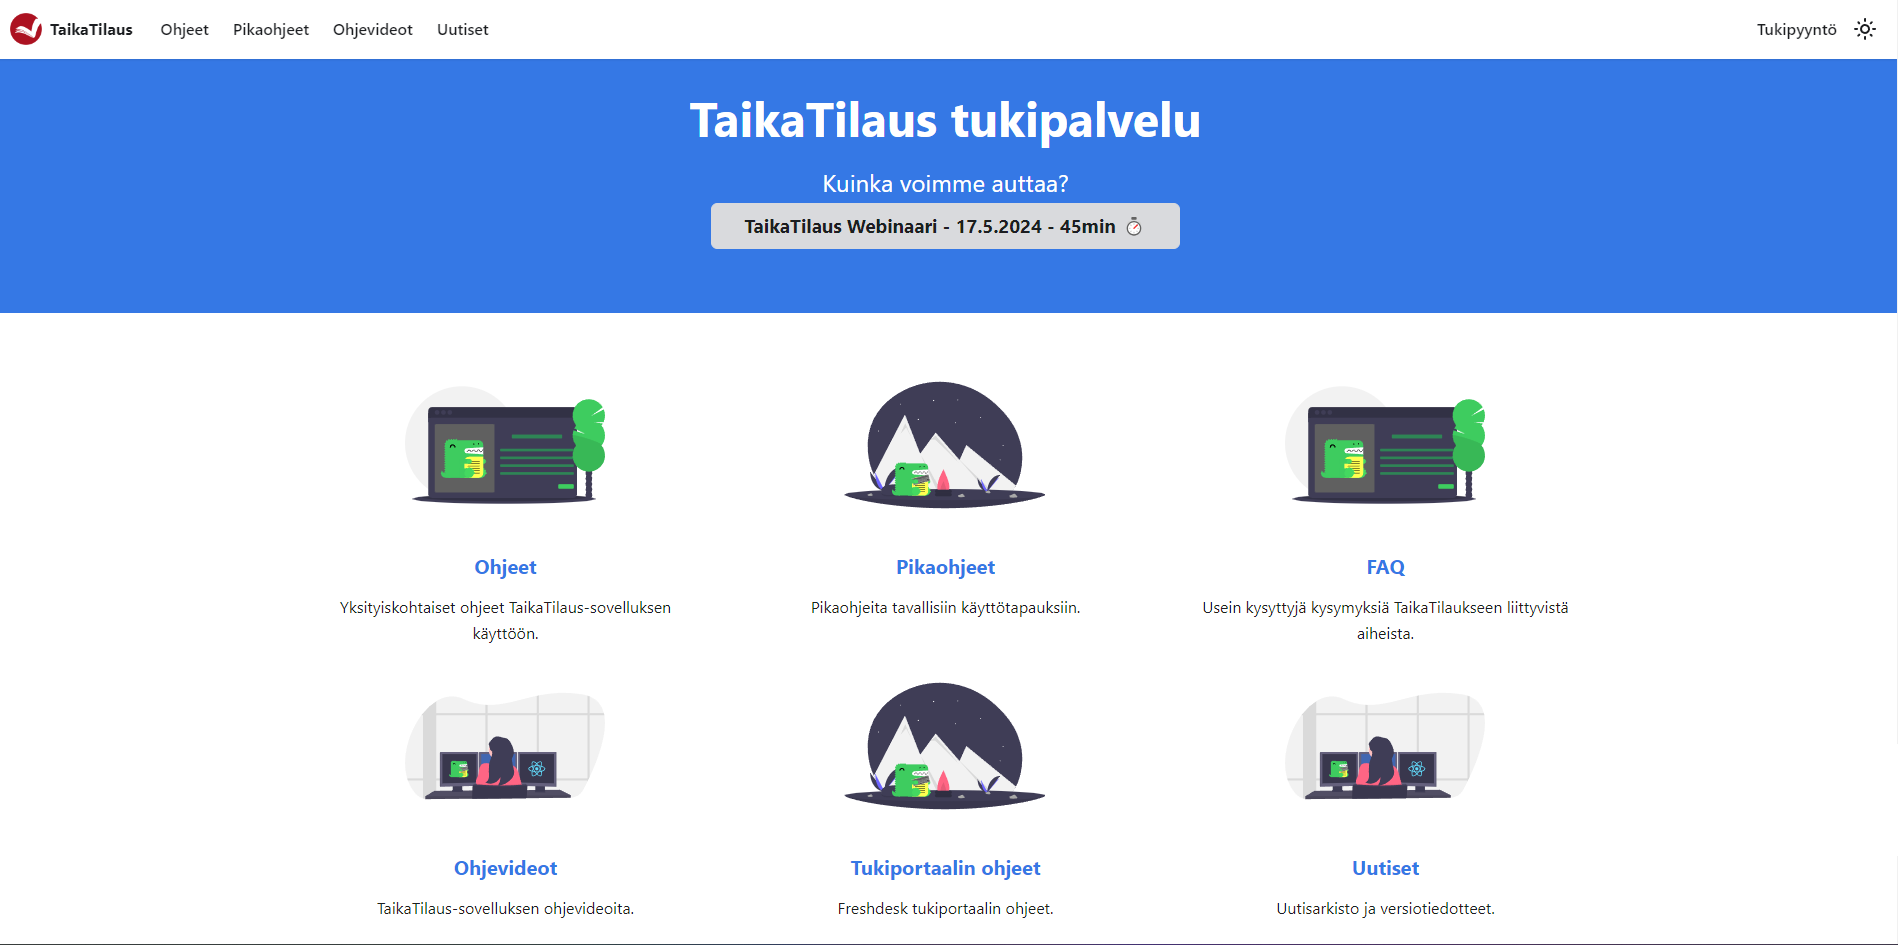 TaikaTilaus Ohjeet Pikaohjeet Ohjevideot Uutiset Tukipyyntö
TaikaTilaus tukipalvelu
Kuinka voimme auttaa?
TaikaTilaus Webinaari - 17.5.2024 - 45min ⏱️
Ohjeet
Yksityiskohtaiset ohjeet TaikaTilaus-sovelluksen
käyttöön.
Pikaohjeet
Pikaohjeita tavallisiin käyttötapauksiin.
FAQ
Usein kysyttyjä kysymyksiä TaikaTilaukseen liittyvistä
aiheista.
Ohjevideot
TaikaTilaus-sovelluksen ohjevideoita.
Tukiportaalin ohjeet
Freshdesk tukiportaalin ohjeet.
Uutiset
Uutisarkisto ja versiotiedotteet.